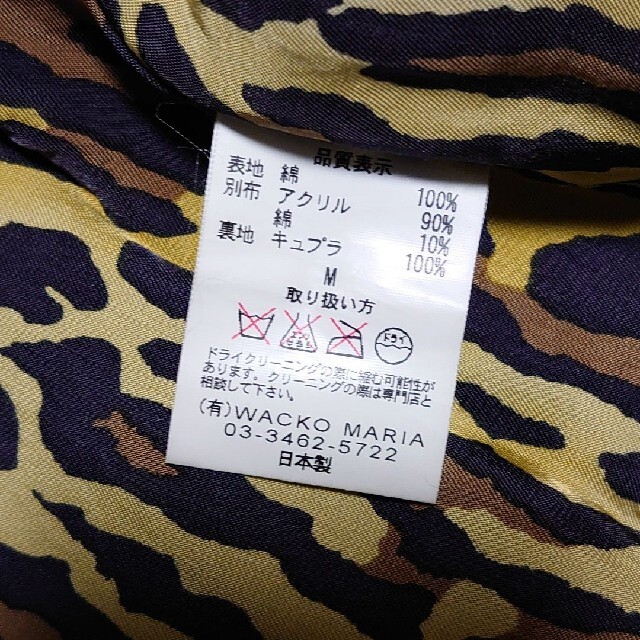 品質表示
表地 綿 100%
別布 アクリル 90%
綿 10%
裏地 キュプラ 100%
M
取り扱い方
エンソ ドライ
ドライクリーニングの際に縮む可能性が
あります。クリーニングの際は専門店と
相談して下さい。
(有)WACKO MARIA
03-3462-5722
日本製